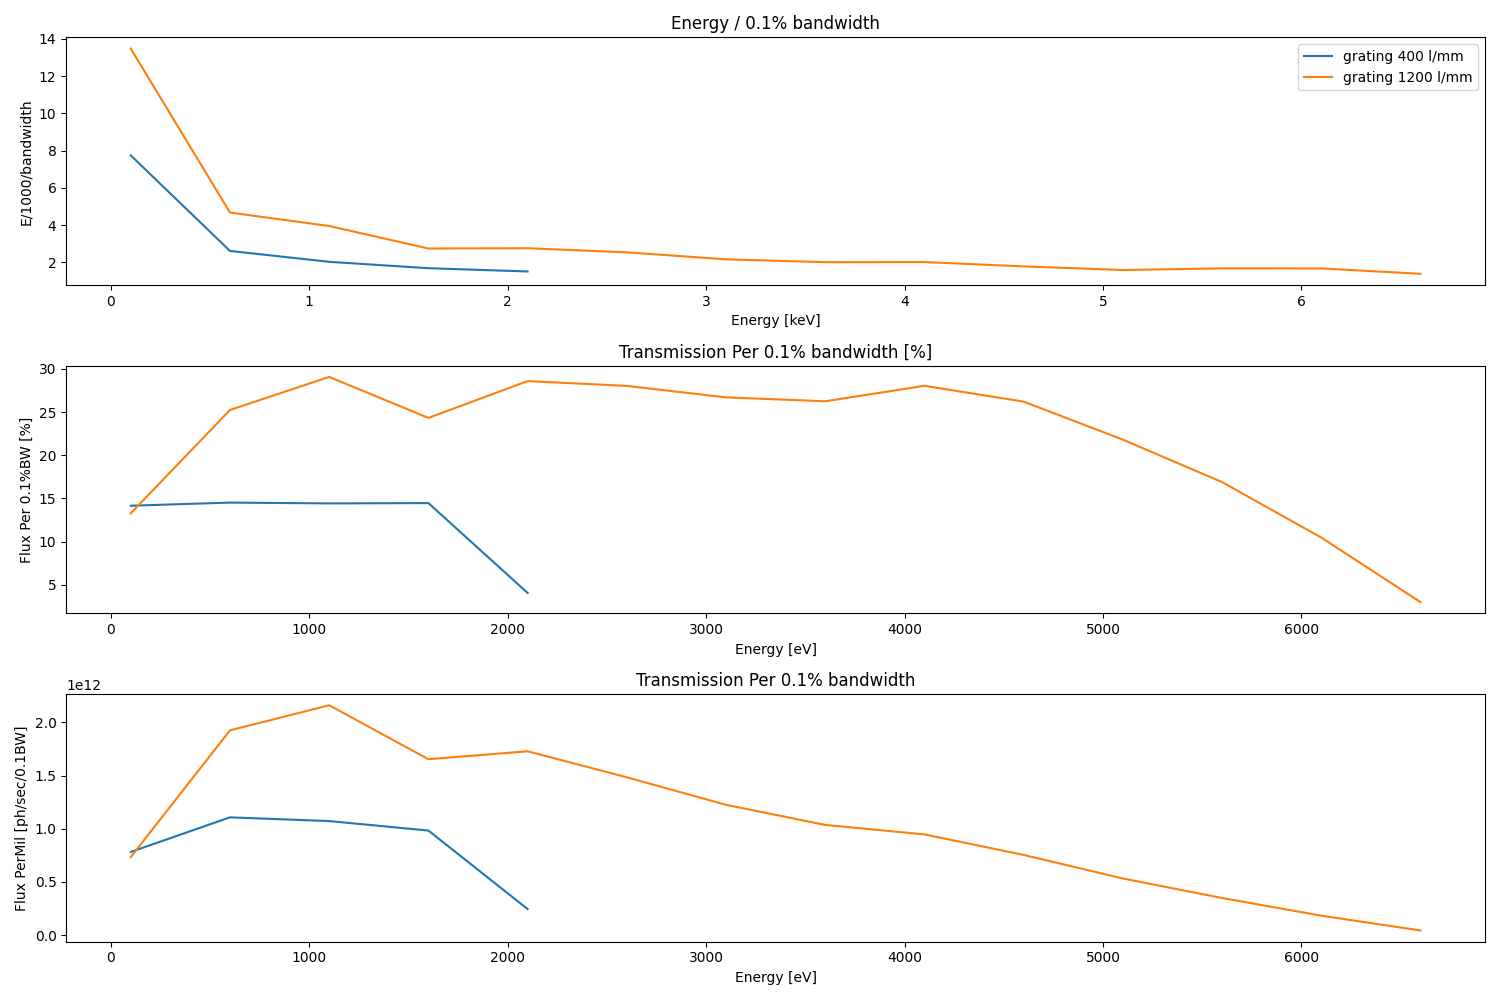 Energy / 0.1% bandwidth
E/1000/bandwidth
14
12
10
8
6
4
2
grating 400 l/mm
grating 1200 l/mm
0 1 2 3 4 5 6
Energy [keV]
Transmission Per 0.1% bandwidth [%]
Flux Per 0.1%BW [%]
30
25
20
15
10
5
0 1000 2000 3000 4000 5000 6000
Energy [eV]
Transmission Per 0.1% bandwidth
1e12
Flux PerMil [ph/sec/0.1BW]
2.0
1.5
1.0
0.5
0.0
0 1000 2000 3000 4000 5000 6000
Energy [eV]